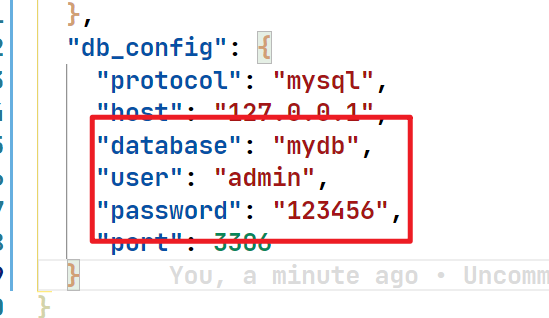 },
"db_config": {
"protocol": "mysql",
"host": "127.0.0.1",
"database": "mydb",
"user": "admin",
"password": "123456",
"port": 3306
} You, a minute ago • Uncomm
}